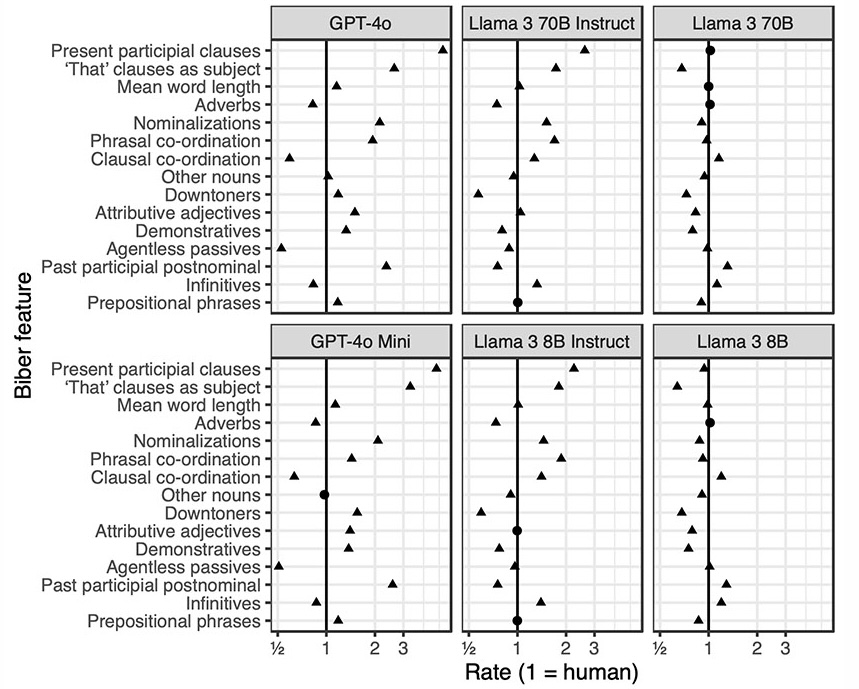 GPT-4o
Llama 3 70B Instruct
Llama 3 70B
Present participial clauses
‘That’ clauses as subject
Mean word length
Adverbs
Nominalizations
Phrasal co-ordination
Clausal co-ordination
Other nouns
Downtoners
Attributive adjectives
Demonstratives
Agentless passives
Past participial postnominal
Infinitives
Prepositional phrases
GPT-4o Mini
Llama 3 8B Instruct
Llama 3 8B
Present participial clauses
‘That’ clauses as subject
Mean word length
Adverbs
Nominalizations
Phrasal co-ordination
Clausal co-ordination
Other nouns
Downtoners
Attributive adjectives
Demonstratives
Agentless passives
Past participial postnominal
Infinitives
Prepositional phrases
Biber feature
½ 1 2 3 ½ 1 2 3 ½ 1 2 3
Rate (1 = human)